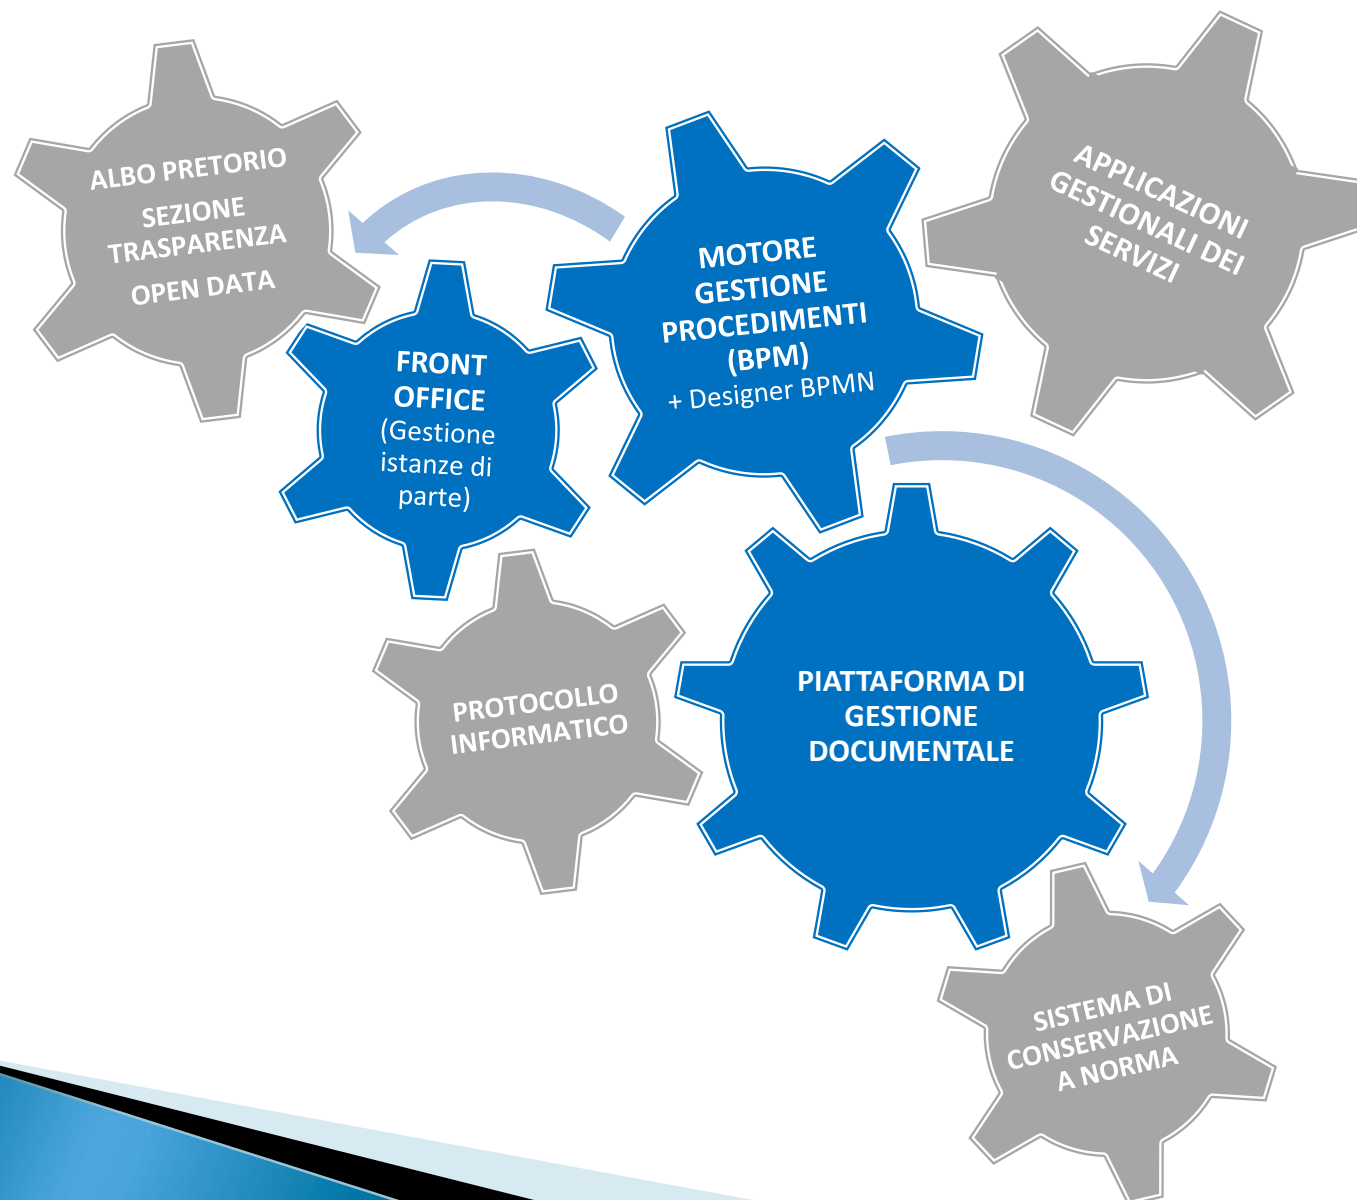 ALBO PRETORIO
SEZIONE
TRASPARENZA
OPEN DATA
FRONT
OFFICE
(Gestione
istanze di
parte)
MOTORE
GESTIONE
PROCEDIMENTI
(BPM)
+ Designer BPMN
APPLICAZIONI
GESTIONALI DEI
SERVIZI
PROTOCOLLO
INFORMATICO
PIATTAFORMA DI
GESTIONE
DOCUMENTALE
SISTEMA DI
CONSERVAZIONE
A NORMA